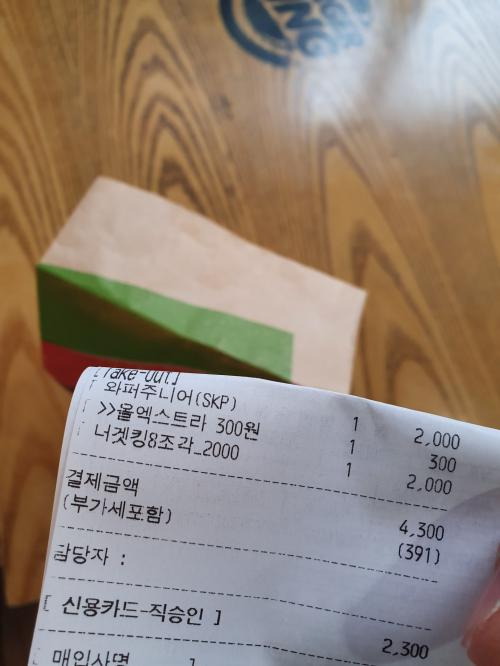 [Take-out]
와퍼주니어(SKP) 1 2,000
>>올엑스트라 300원 1 300
너겟킹8조각_2000 1 2,000
결제금액 4,300
(부가세포함) (391)
담당자 :
[ 신용카드-직승인 ] 2,300
매입사명 ]